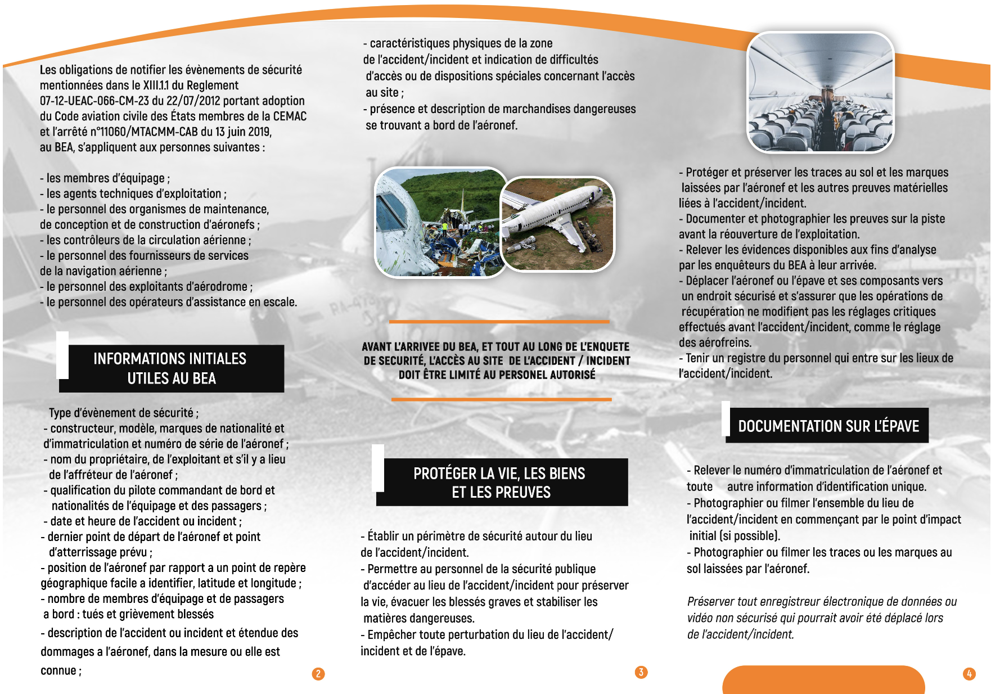 Les obligations de notifier les évènements de sécurité
mentionnées dans le XIII.1.1 du Reglement
07-12-UEAC-066-CM-23 du 22/07/2012 portant adoption
du Code aviation civile des États membres de la CEMAC
et l'arrêté n°11060/MTACMM-CAB du 13 juin 2019,
au BEA, s'appliquent aux personnes suivantes :
- les membres d'équipage ;
- les agents techniques d'exploitation ;
- le personnel des organismes de maintenance,
de conception et de construction d'aéronefs ;
- les contrôleurs de la circulation aérienne ;
- le personnel des fournisseurs de services
de la navigation aérienne ;
- le personnel des exploitants d'aérodrome ;
- le personnel des opérateurs d'assistance en escale.
INFORMATIONS INITIALES
UTILES AU BEA
Type d'évènement de sécurité ;
- constructeur, modèle, marques de nationalité et
d'immatriculation et numéro de série de l'aéronef ;
- nom du propriétaire, de l'exploitant et s'il y a lieu
de l'affréteur de l'aéronef ;
- qualification du pilote commandant de bord et
nationalités de l'équipage et des passagers ;
- date et heure de l'accident ou incident ;
- dernier point de départ de l'aéronef et point
d'atterrissage prévu ;
- position de l'aéronef par rapport a un point de repère
géographique facile a identifier, latitude et longitude ;
- nombre de membres d'équipage et de passagers
a bord : tués et grièvement blessés
- description de l'accident ou incident et étendue des
dommages a l'aéronef, dans la mesure ou elle est
connue ;
2
- caractéristiques physiques de la zone
de l'accident/incident et indication de difficultés
d'accès ou de dispositions spéciales concernant l'accès
au site ;
- présence et description de marchandises dangereuses
se trouvant a bord de l'aéronef.
AVANT L'ARRIVEE DU BEA, ET TOUT AU LONG DE L'ENQUETE
DE SECURITÉ, L'ACCÈS AU SITE DE L'ACCIDENT / INCIDENT
DOIT ÊTRE LIMITÉ AU PERSONEL AUTORISÉ
PROTÉGER LA VIE, LES BIENS
ET LES PREUVES
- Établir un périmètre de sécurité autour du lieu
de l'accident/incident.
- Permettre au personnel de la sécurité publique
d'accéder au lieu de l'accident/incident pour préserver
la vie, évacuer les blessés graves et stabiliser les
matières dangereuses.
- Empêcher toute perturbation du lieu de l'accident/
incident et de l'épave.
3
- Protéger et préserver les traces au sol et les marques
laissées par l'aéronef et les autres preuves matérielles
liées à l'accident/incident.
- Documenter et photographier les preuves sur la piste
avant la réouverture de l'exploitation.
- Relever les évidences disponibles aux fins d'analyse
par les enquêteurs du BEA à leur arrivée.
- Déplacer l'aéronef ou l'épave et ses composants vers
un endroit sécurisé et s'assurer que les opérations de
récupération ne modifient pas les réglages critiques
effectués avant l'accident/incident, comme le réglage
des aérofreins.
- Tenir un registre du personnel qui entre sur les lieux de
l'accident/incident.
DOCUMENTATION SUR L'ÉPAVE
- Relever le numéro d'immatriculation de l'aéronef et
toute autre information d'identification unique.
- Photographier ou filmer l'ensemble du lieu de
l'accident/incident en commençant par le point d'impact
initial (si possible).
- Photographier ou filmer les traces ou les marques au
sol laissées par l'aéronef.
Préserver tout enregistreur électronique de données ou
vidéo non sécurisé qui pourrait avoir été déplacé lors
de l'accident/incident.
4